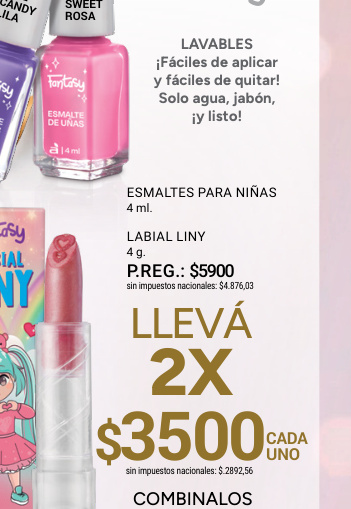 CANDY
LILA
SWEET
ROSA
LAVABLES
¡Fáciles de aplicar
y fáciles de quitar!
Solo agua, jabón,
¡y listo!
Fantasy
ESMALTE
DE UÑAS
á | 4 ml
ESMALTES PARA NIÑAS
4 ml.
LABIAL LINY
4 g.
P.REG.: $5900
sin impuestos nacionales: $4.876,03
LLEVÁ
2X
$3500 CADA
UNO
sin impuestos nacionales: $.2892,56
COMBINALOS